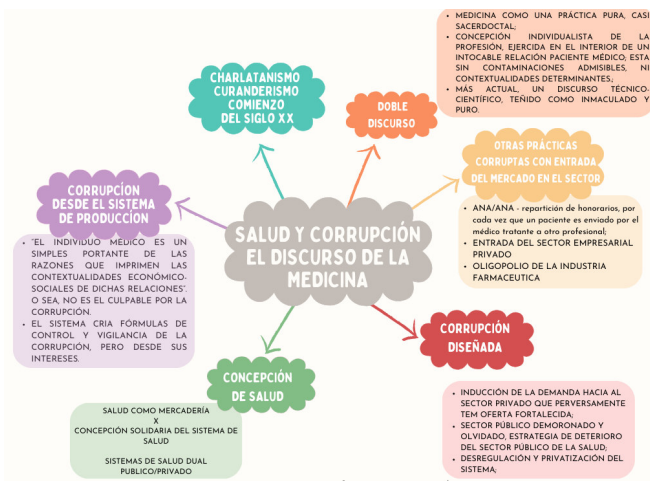 SALUD Y CORRUPCIÓN
EL DISCURSO DE LA
MEDICINA
CHARLATANISMO
CURANDERISMO
COMIENZO
DEL SIGLO XX
DOBLE
DISCURSO
• MEDICINA COMO UNA PRÁCTICA PURA, CASI
SACERDOCTAL;
• CONCEPCIÓN INDIVIDUALISTA DE LA
PROFESIÓN, EJERCIDA EN EL INTERIOR DE UN
INTOCABLE RELACIÓN PACIENTE MÉDICO; ESTA
SIN CONTAMINACIONES ADMISIBLES, NI
CONTEXTUALIDADES DETERMINANTES;
• MÁS ACTUAL, UN DISCURSO TÉCNICO-
CIENTÍFICO, TEÑIDO COMO INMACULADO Y
PURO.
OTRAS PRÁCTICAS
CORRUPTAS CON ENTRADA
DEL MERCADO EN EL SECTOR
• ANA/ANA - repartición de honorarios, por
cada vez que un paciente es enviado por el
médico tratante a otro profesional;
• ENTRADA DEL SECTOR EMPRESARIAL
PRIVADO
• OLIGOPOLIO DE LA INDUSTRIA
FARMACEUTICA
CORRUPCIÓN
DESDE EL SISTEMA
DE PRODUCCÍON
• "EL INDIVIDUO MÉDICO ES UN
SIMPLES PORTANTE DE LAS
RAZONES QUE IMPRIMEN LAS
CONTEXTUALIDADES ECONÓMICO-
SOCIALES DE DICHAS RELACIONES".
O SEA, NO ES EL CULPABLE POR LA
CORRUPCIÓN.
• EL SISTEMA CRIA FÓRMULAS DE
CONTROL Y VIGILANCIA DE LA
CORRUPCIÓN, PERO DESDE SUS
INTERESES.
CORRUPCIÓN
DISEÑADA
• INDUCCIÓN DE LA DEMANDA HACIA AL
SECTOR PRIVADO QUE PERVERSAMENTE
TEM OFERTA FORTALECIDA;
• SECTOR PÚBLICO DEMORONADO Y
OLVIDADO, ESTRATEGIA DE DETERIORO
DEL SECTOR PÚBLICO DE LA SALUD;
• DESREGULACIÓN Y PRIVATIZACIÓN DEL
SISTEMA;
CONCEPCIÓN
DE SALUD
SALUD COMO MERCADERÍA
X
CONCEPCIÓN SOLIDARIA DEL SISTEMA DE
SALUD
SISTEMAS DE SALUD DUAL
PUBLICO/PRIVADO